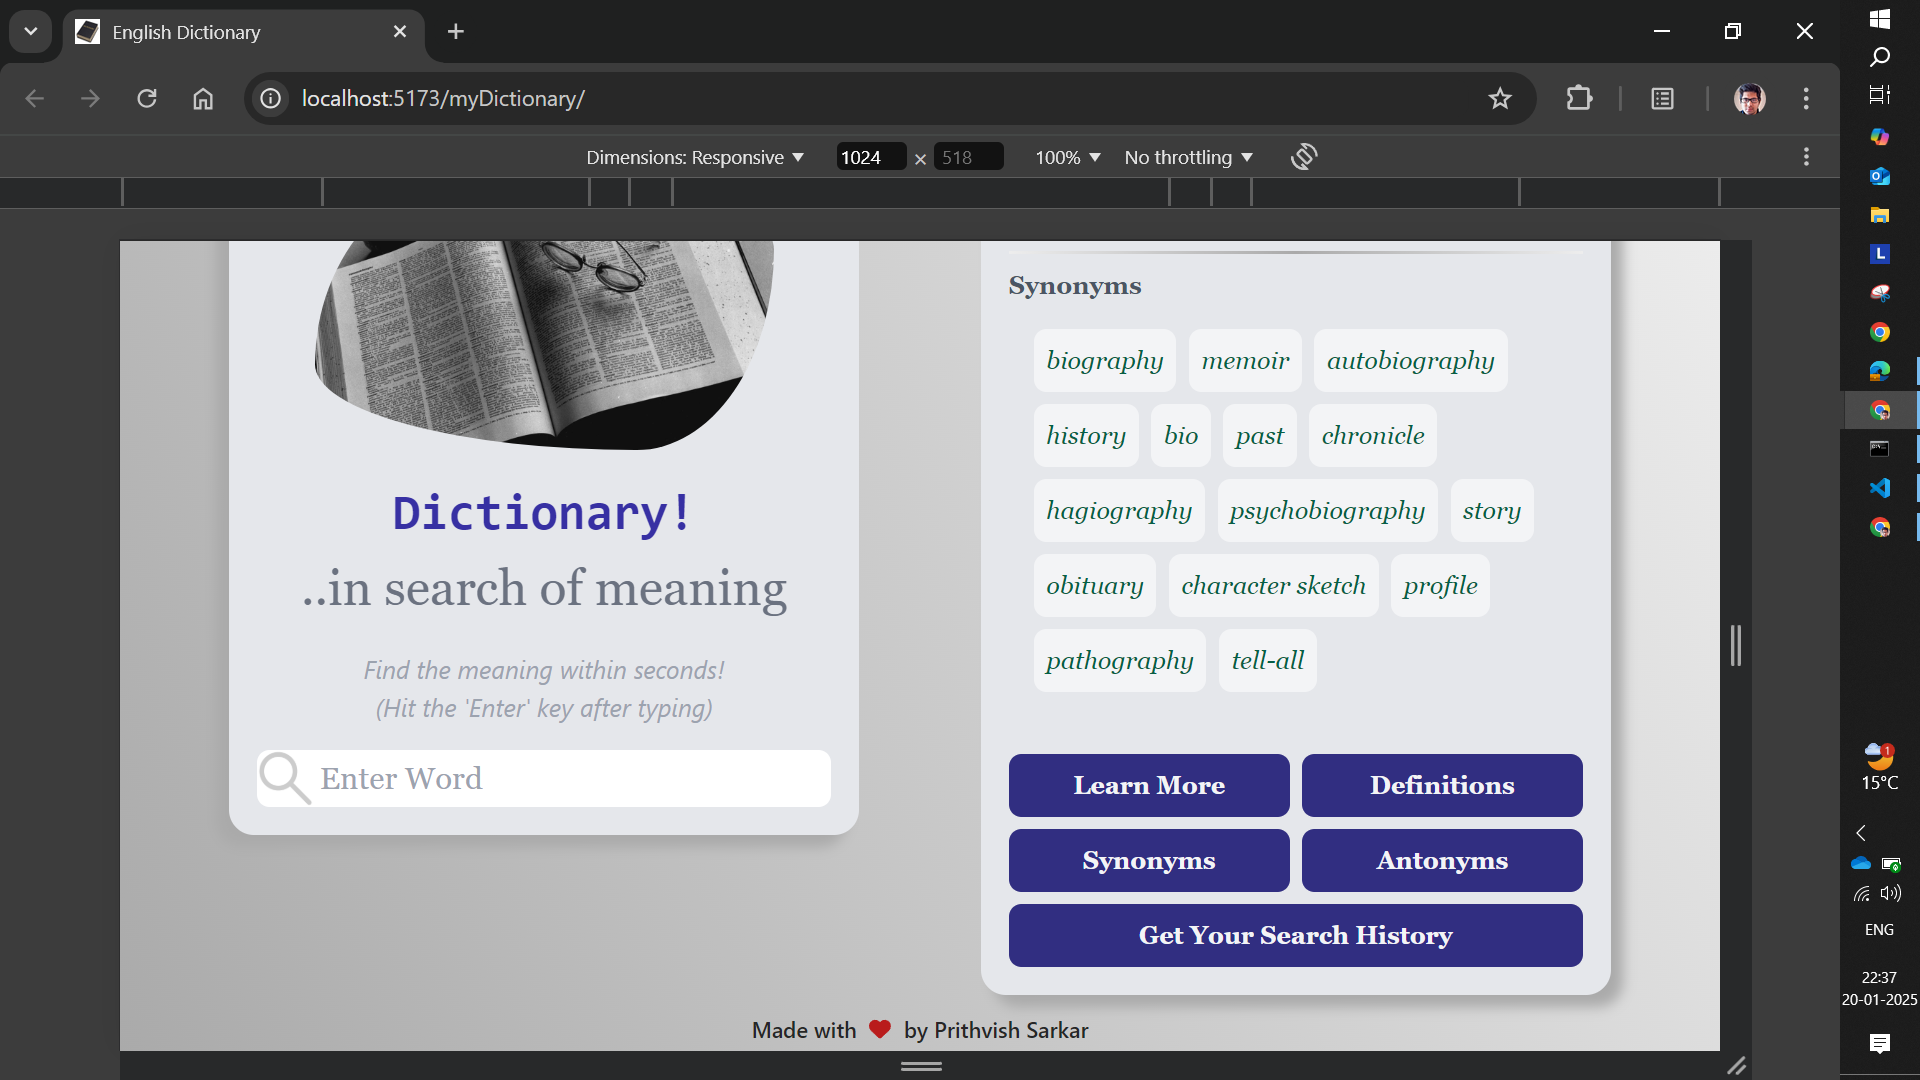 English Dictionary
localhost:5173/myDictionary/
Dimensions: Responsive 1024 × 518 100% No throttling
Dictionary!
..in search of meaning
Find the meaning within seconds!
(Hit the 'Enter' key after typing)
Enter Word
Synonyms
biography memoir autobiography
history bio past chronicle
hagiography psychobiography story
obituary character sketch profile
pathography tell-all
Learn More Definitions
Synonyms Antonyms
Get Your Search History
Made with by Prithvish Sarkar
L
1
15°C
ENG
22:37
20-01-2025